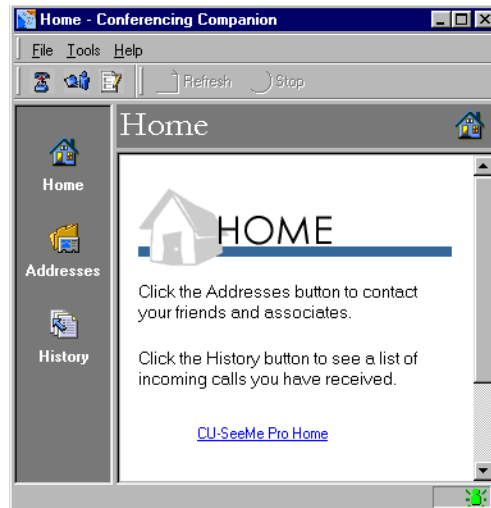 Home - Conferencing Companion
File Tools Help
Refresh Stop
Home
Home
Addresses
History
HOME
Click the Addresses button to contact
your friends and associates.
Click the History button to see a list of
incoming calls you have received.
CU-SeeMe Pro Home